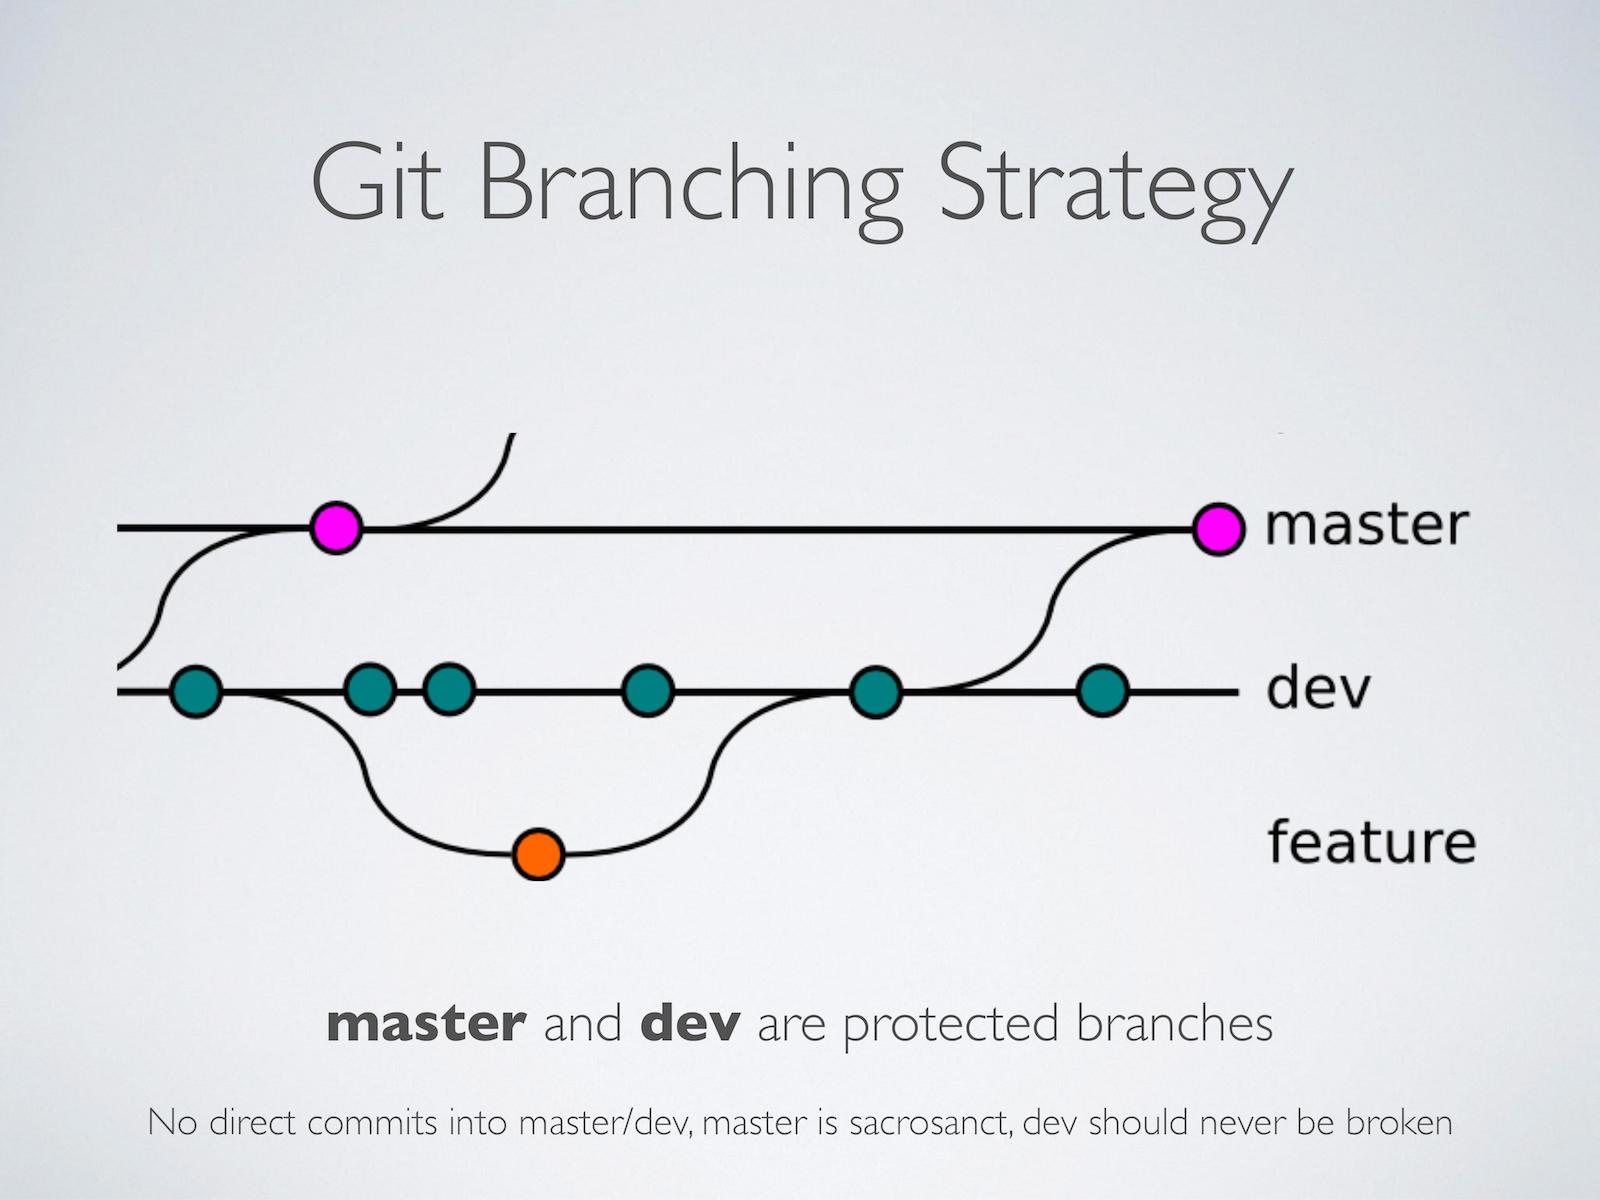 Git Branching Strategy
master
dev
feature
master and dev are protected branches
No direct commits into master/dev, master is sacrosanct, dev should never be broken